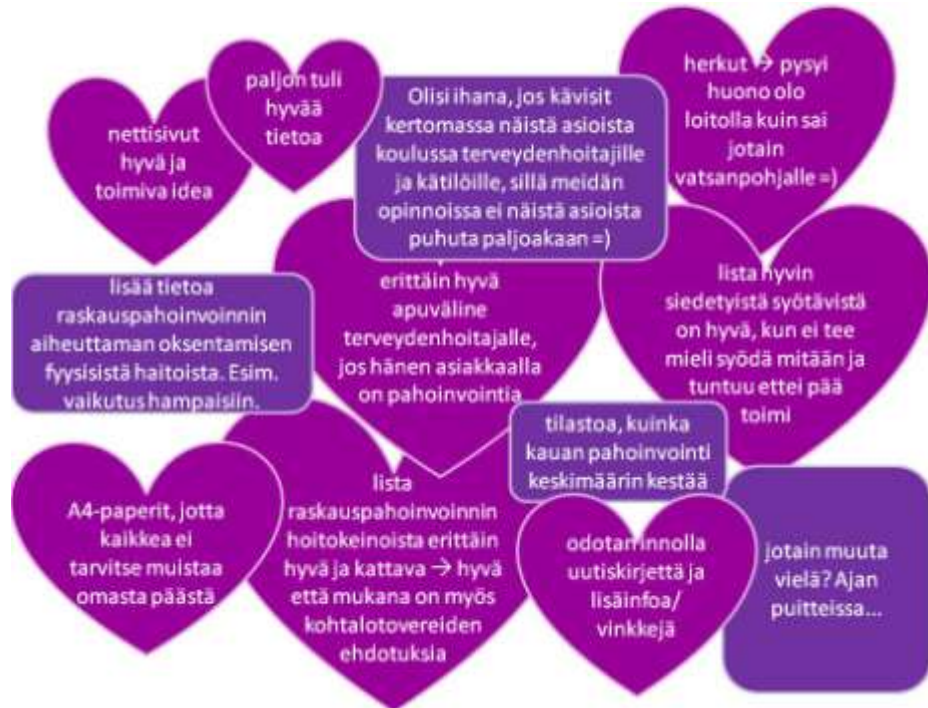 nettisivut
hyvä ja
toimiva idea
paljon tuli
hyvää
tietoa
Olisi ihana, jos kävisit
kertomassa näistä asioista
koulussa terveydenhoitajille
ja kätilöille, sillä meidän
opinnoissa ei näistä asioista
puhuta paljoakaan =)
herkut → pysyi
huono olo
loitolla kuin sai
jotain
vatsanpohjalle =)
lisää tietoa
raskauspahoinvoinnin
aiheuttaman oksentamisen
fyysisistä haitoista. Esim.
vaikutus hampaisiin.
erittäin hyvä
apuväline
terveydenhoitajalle,
jos hänen asiakkaalla
on pahoinvointia
lista hyvin
siedetyistä syötävistä
on hyvä, kun ei tee
mieli syödä mitään ja
tuntuu ettei pää
toimi
tilastoa, kuinka
kauan pahoinvointi
keskimäärin kestää
A4-paperit, jotta
kaikkea ei
tarvitse muistaa
omasta päästä
lista
raskauspahoinvoinnin
hoitokeinoista erittäin
hyvä ja kattava → hyvä
että mukana on myös
kohtalotovereiden
ehdotuksia
odotan innolla
uutiskirjettä ja
lisäinfoa/
vinkkejä
jotain muuta
vielä? Ajan
puitteissa...